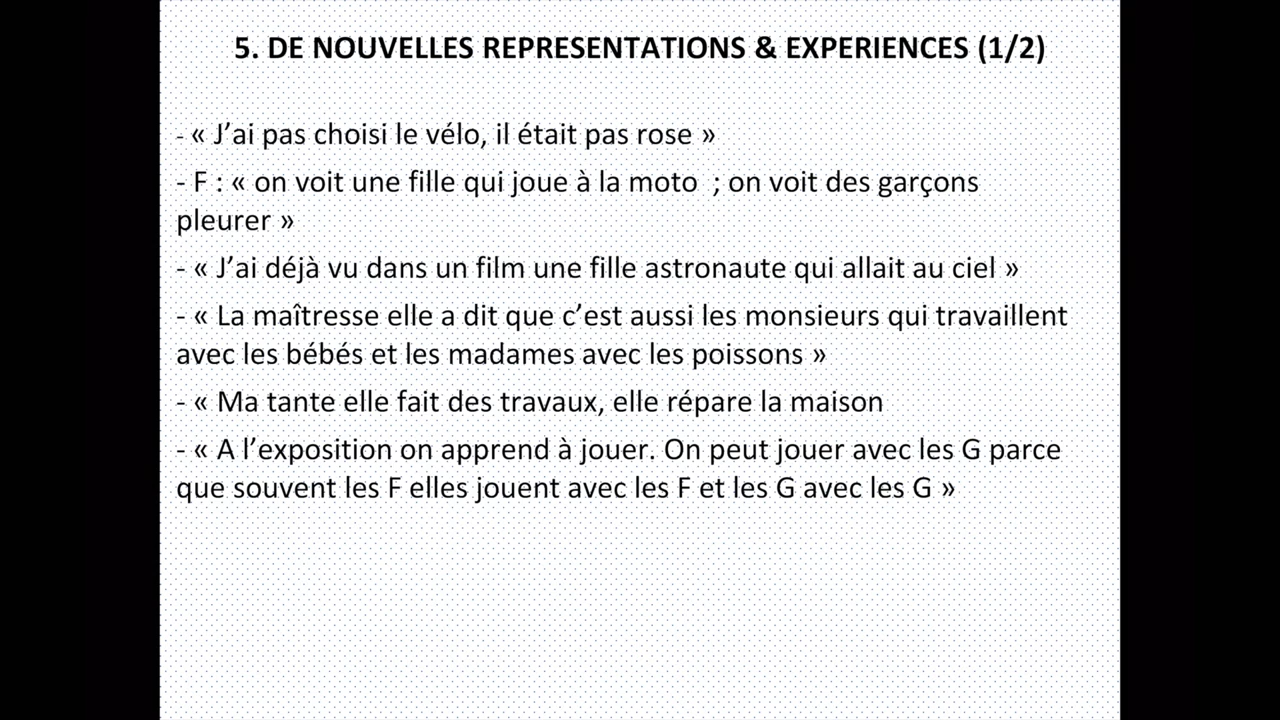 5. DE NOUVELLES REPRESENTATIONS & EXPERIENCES (1/2)
- « J’ai pas choisi le vélo, il était pas rose »
- F : « on voit une fille qui joue à la moto  ; on voit des garçons
pleurer »
- « J’ai déjà vu dans un film une fille astronaute qui allait au ciel »
- « La maîtresse elle a dit que c’est aussi les monsieurs qui travaillent
avec les bébés et les madames avec les poissons »
- « Ma tante elle fait des travaux, elle répare la maison
- « A l’exposition on apprend à jouer. On peut jouer avec les G parce
que souvent les F elles jouent avec les F et les G avec les G »